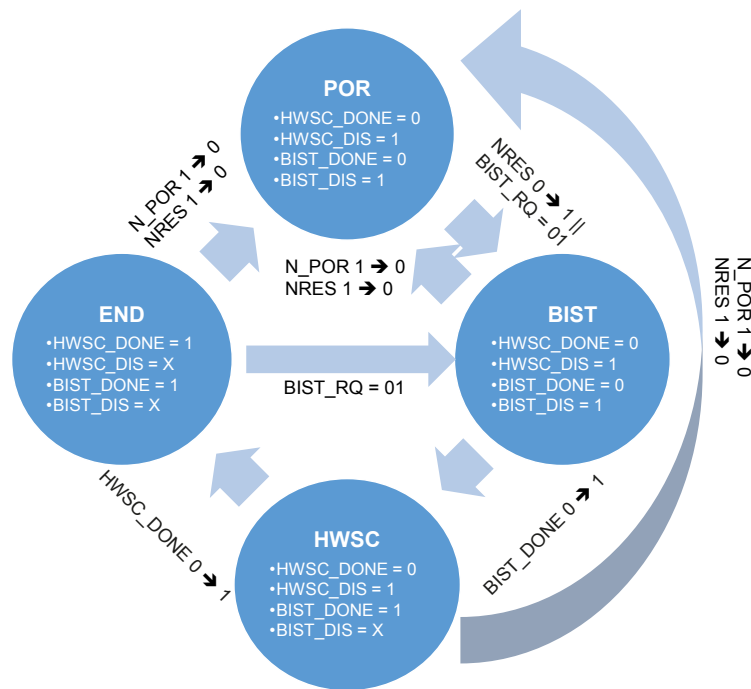 POR
•HWSC_DONE = 0
•HWSC_DIS = 1
•BIST_DONE = 0
•BIST_DIS = 1
N_POR 1 ➔ 0
NRES 1 ➔ 0
NRES 0 ➔ 1 ||
BIST_RQ = 01
N_POR 1 ➔ 0
NRES 1 ➔ 0
N_POR 1 ➔ 0
NRES 1 ➔ 0
END
•HWSC_DONE = 1
•HWSC_DIS = X
•BIST_DONE = 1
•BIST_DIS = X
BIST_RQ = 01
BIST
•HWSC_DONE = 0
•HWSC_DIS = 1
•BIST_DONE = 0
•BIST_DIS = 1
HWSC_DONE 0 ➔ 1
BIST_DONE 0 ➔ 1
HWSC
•HWSC_DONE = 0
•HWSC_DIS = 1
•BIST_DONE = 1
•BIST_DIS = X